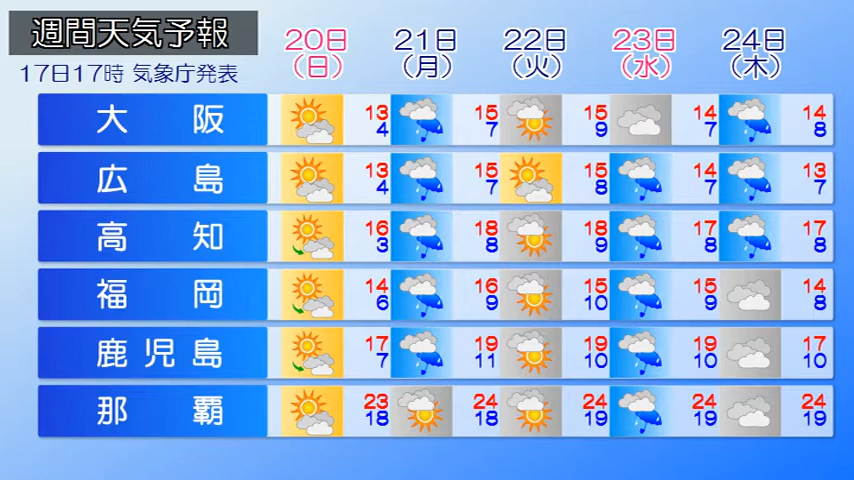 週間天気予報
17日17時 気象庁発表
20日 21日 22日 23日 24日
(日) (月) (火) (水) (木)
大阪 13 4 15 7 15 9 14 7 14 8
広島 13 4 15 7 15 8 14 7 13 7
高知 16 3 18 8 18 9 17 8 17 8
福岡 14 6 16 9 15 10 15 9 14 8
鹿児島 17 7 19 11 19 10 19 10 17 10
那覇 23 18 24 18 24 19 24 19 24 19